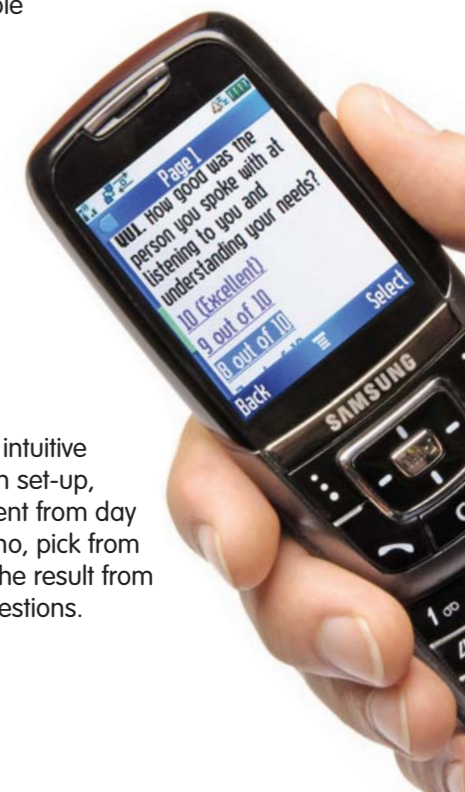 ole
Page 1
How good was the
person you spoke with at
listening to you and
understanding your needs?
10 (Excellent)
9 out of 10
8 out of 10
Back Select
SAMSUNG
1
intuitive
n set-up,
ent from day
no, pick from
he result from
estions.